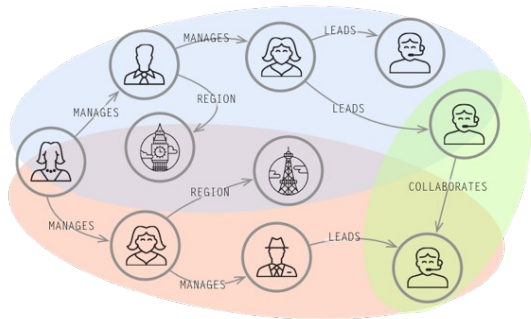 MANAGES
LEADS
REGION
MANAGES
LEADS
REGION
COLLABORATES
MANAGES
LEADS
MANAGES